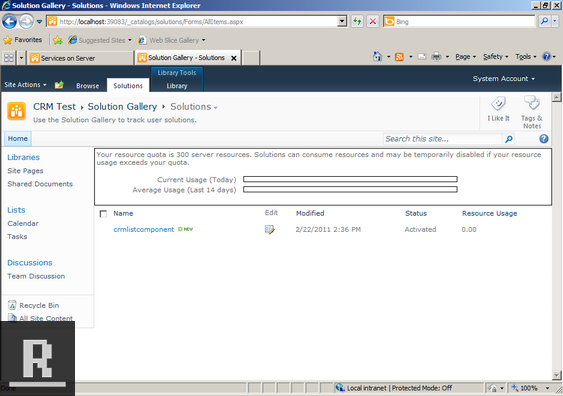 Solution Gallery - Solutions - Windows Internet Explorer
http://localhost:39083/_catalogs/solutions/Forms/AllItems.aspx
Bing
Favorites Suggested Sites Web Slice Gallery
Services on Server Solution Gallery - Solutions
Page Safety Tools
Library Tools
System Account
Site Actions Browse Solutions Library
CRM Test Solution Gallery Solutions
Use the Solution Gallery to track user solutions.
I Like It Tags & Notes
Home
Search this site...
Libraries
Site Pages
Shared Documents
Lists
Calendar
Tasks
Discussions
Team Discussion
Recycle Bin
All Site Content
Your resource quota is 300 server resources. Solutions can consume resources and may be temporarily disabled if your resource
usage exceeds your quota.
Current Usage (Today)
Average Usage (Last 14 days)
Name Edit Modified Status Resource Usage
crmlistcomponent NEW 2/22/2011 2:36 PM Activated 0.00
R
Local intranet | Protected Mode: Off
100%